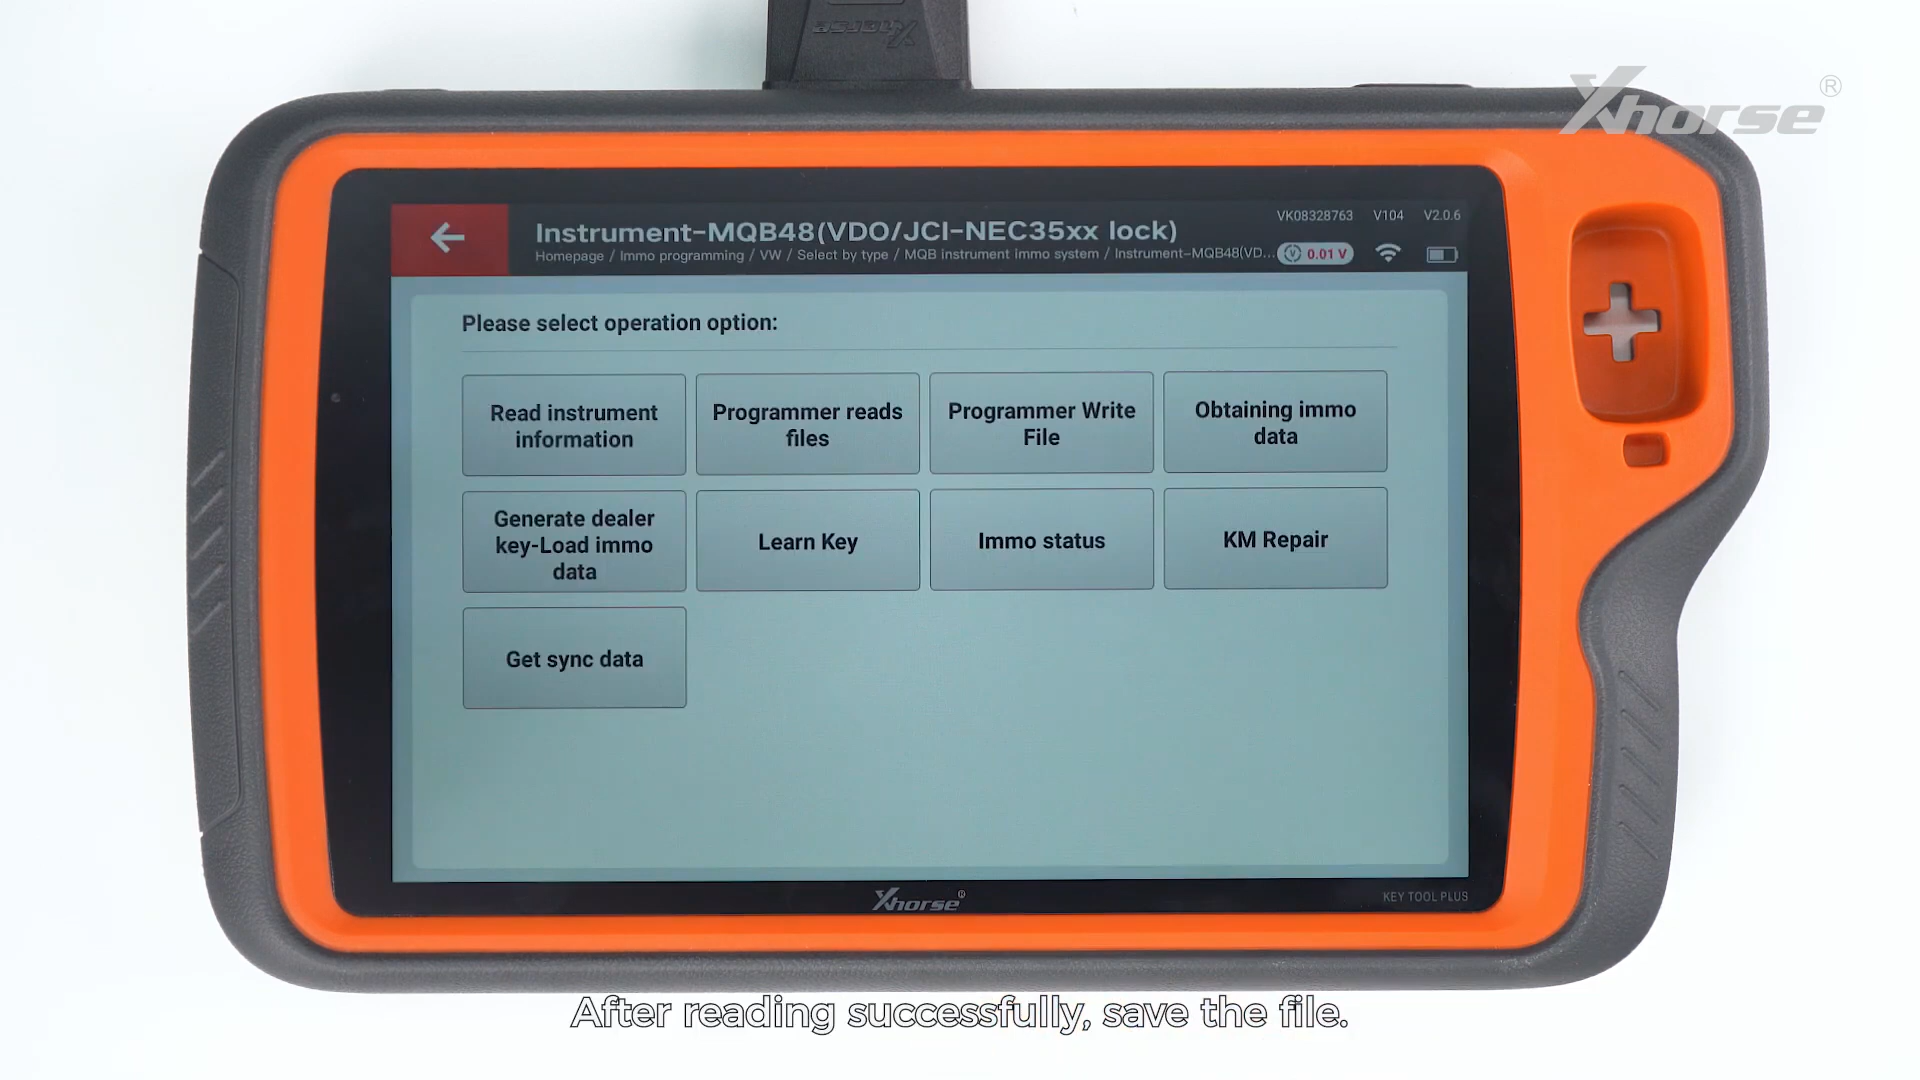 Xhorse
Xhorse®
VK08328763 V104 V2.0.6
Instrument-MQB48(VDO/JCI-NEC35xx lock)
Homepage / Immo programming / VW / Select by type / MQB instrument immo system / Instrument-MQB48(VD...
0.01 V
Please select operation option:
Read instrument
information
Programmer reads
files
Programmer Write
File
Obtaining immo
data
Generate dealer
key-Load immo
data
Learn Key
Immo status
KM Repair
Get sync data
Xhorse®
KEY TOOL PLUS
After reading successfully, save the file.